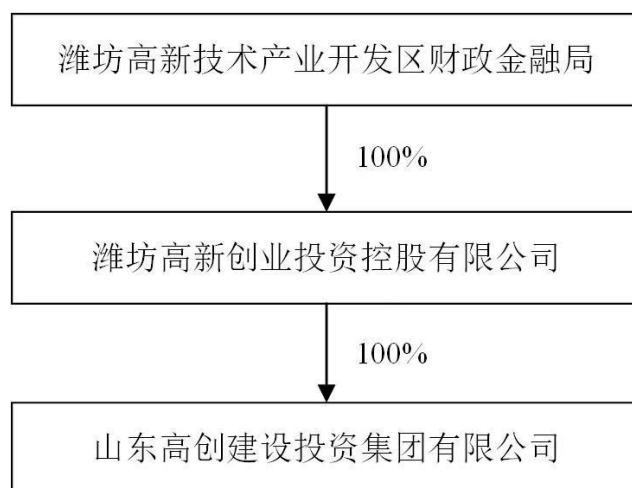 潍坊高新技术产业开发区财政金融局
100%
潍坊高新创业投资控股有限公司
100%
山东高创建设投资集团有限公司